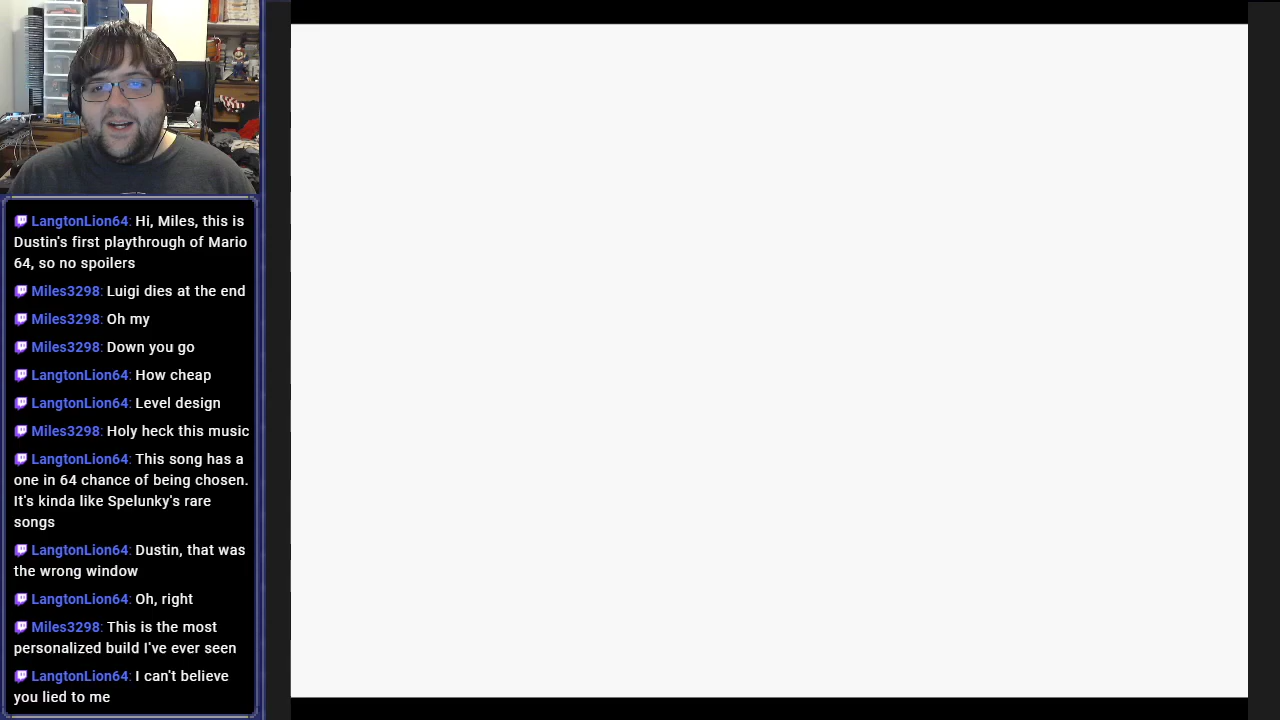 LangtonLion64: Hi, Miles, this is
Dustin's first playthrough of Mario
64, so no spoilers
Miles3298: Luigi dies at the end
Miles3298: Oh my
Miles3298: Down you go
LangtonLion64: How cheap
LangtonLion64: Level design
Miles3298: Holy heck this music
LangtonLion64: This song has a
one in 64 chance of being chosen.
It's kinda like Spelunky's rare
songs
LangtonLion64: Dustin, that was
the wrong window
LangtonLion64: Oh, right
Miles3298: This is the most
personalized build I've ever seen
LangtonLion64: I can't believe
you lied to me